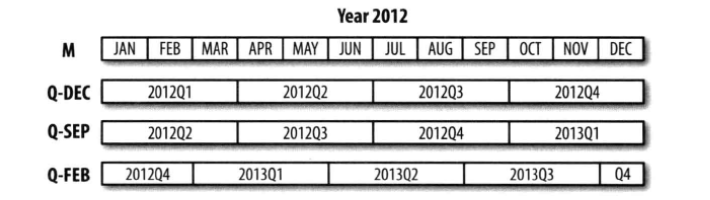 Year 2012
M JAN FEB MAR APR MAY JUN JUL AUG SEP OCT NOV DEC
Q-DEC 2012Q1 2012Q2 2012Q3 2012Q4
Q-SEP 2012Q2 2012Q3 2012Q4 2013Q1
Q-FEB 2012Q4 2013Q1 2013Q2 2013Q3 Q4